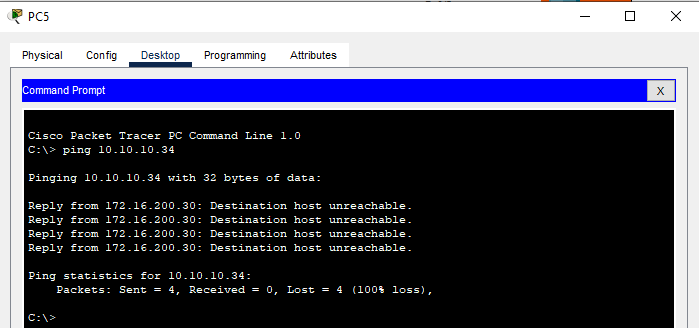 PC5
Physical Config Desktop Programming Attributes
Command Prompt X
Cisco Packet Tracer PC Command Line 1.0
C:\> ping 10.10.10.34
Pinging 10.10.10.34 with 32 bytes of data:
Reply from 172.16.200.30: Destination host unreachable.
Reply from 172.16.200.30: Destination host unreachable.
Reply from 172.16.200.30: Destination host unreachable.
Reply from 172.16.200.30: Destination host unreachable.
Ping statistics for 10.10.10.34:
Packets: Sent = 4, Received = 0, Lost = 4 (100% loss),
C:\>